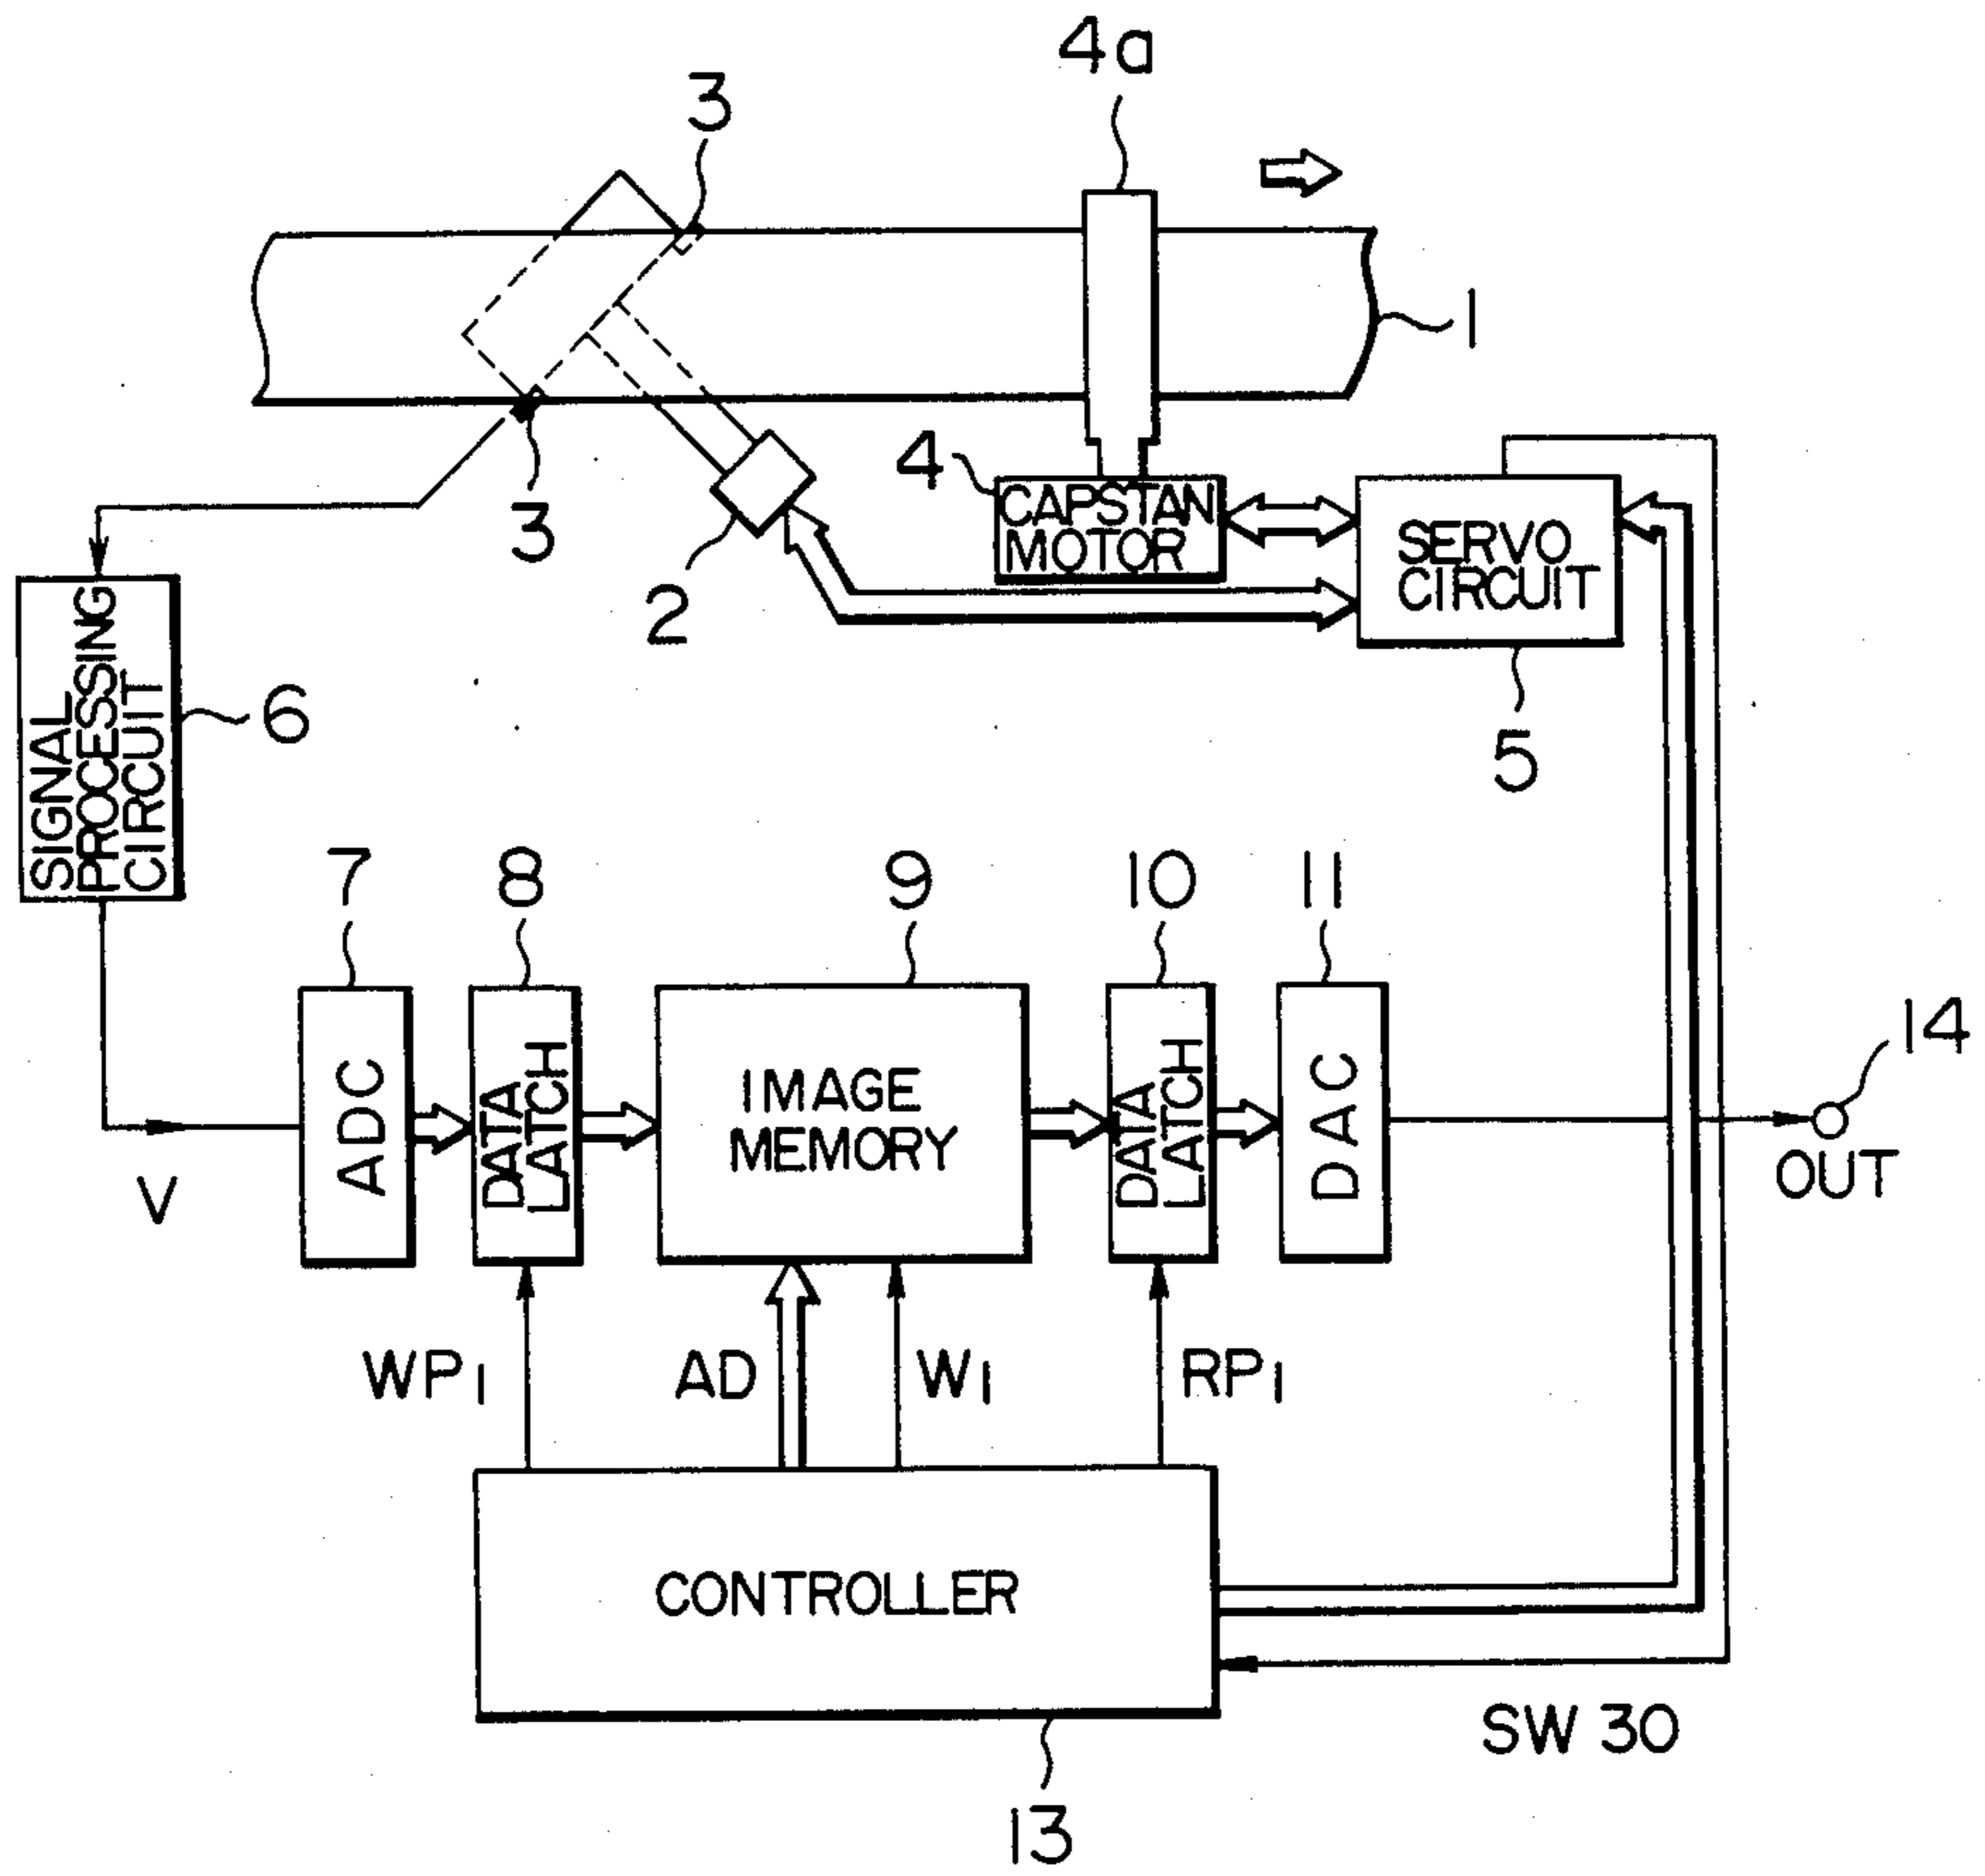 4a
3
1
4
CAPSTAN
MOTOR
SERVO
CIRCUIT
3
2
5
SIGNAL
PROCESSING
CIRCUIT
6
7
8
9
10
11
14
ADC
DATA
LATCH
IMAGE
MEMORY
DATA
LATCH
DAC
OUT
V
WP1
AD
W1
RP1
CONTROLLER
SW 30
13